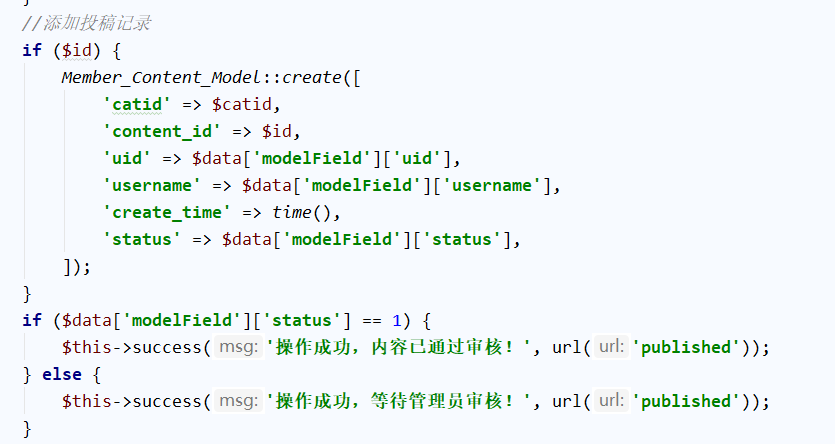 }
//添加投稿记录
if ($id) {
Member_Content_Model::create([
'catid' => $catid,
'content_id' => $id,
'uid' => $data['modelField']['uid'],
'username' => $data['modelField']['username'],
'create_time' => time(),
'status' => $data['modelField']['status'],
]);
}
if ($data['modelField']['status'] == 1) {
$this->success( msg: '操作成功，内容已通过审核！', url( url: 'published'));
} else {
$this->success( msg: '操作成功，等待管理员审核！', url( url: 'published'));
}